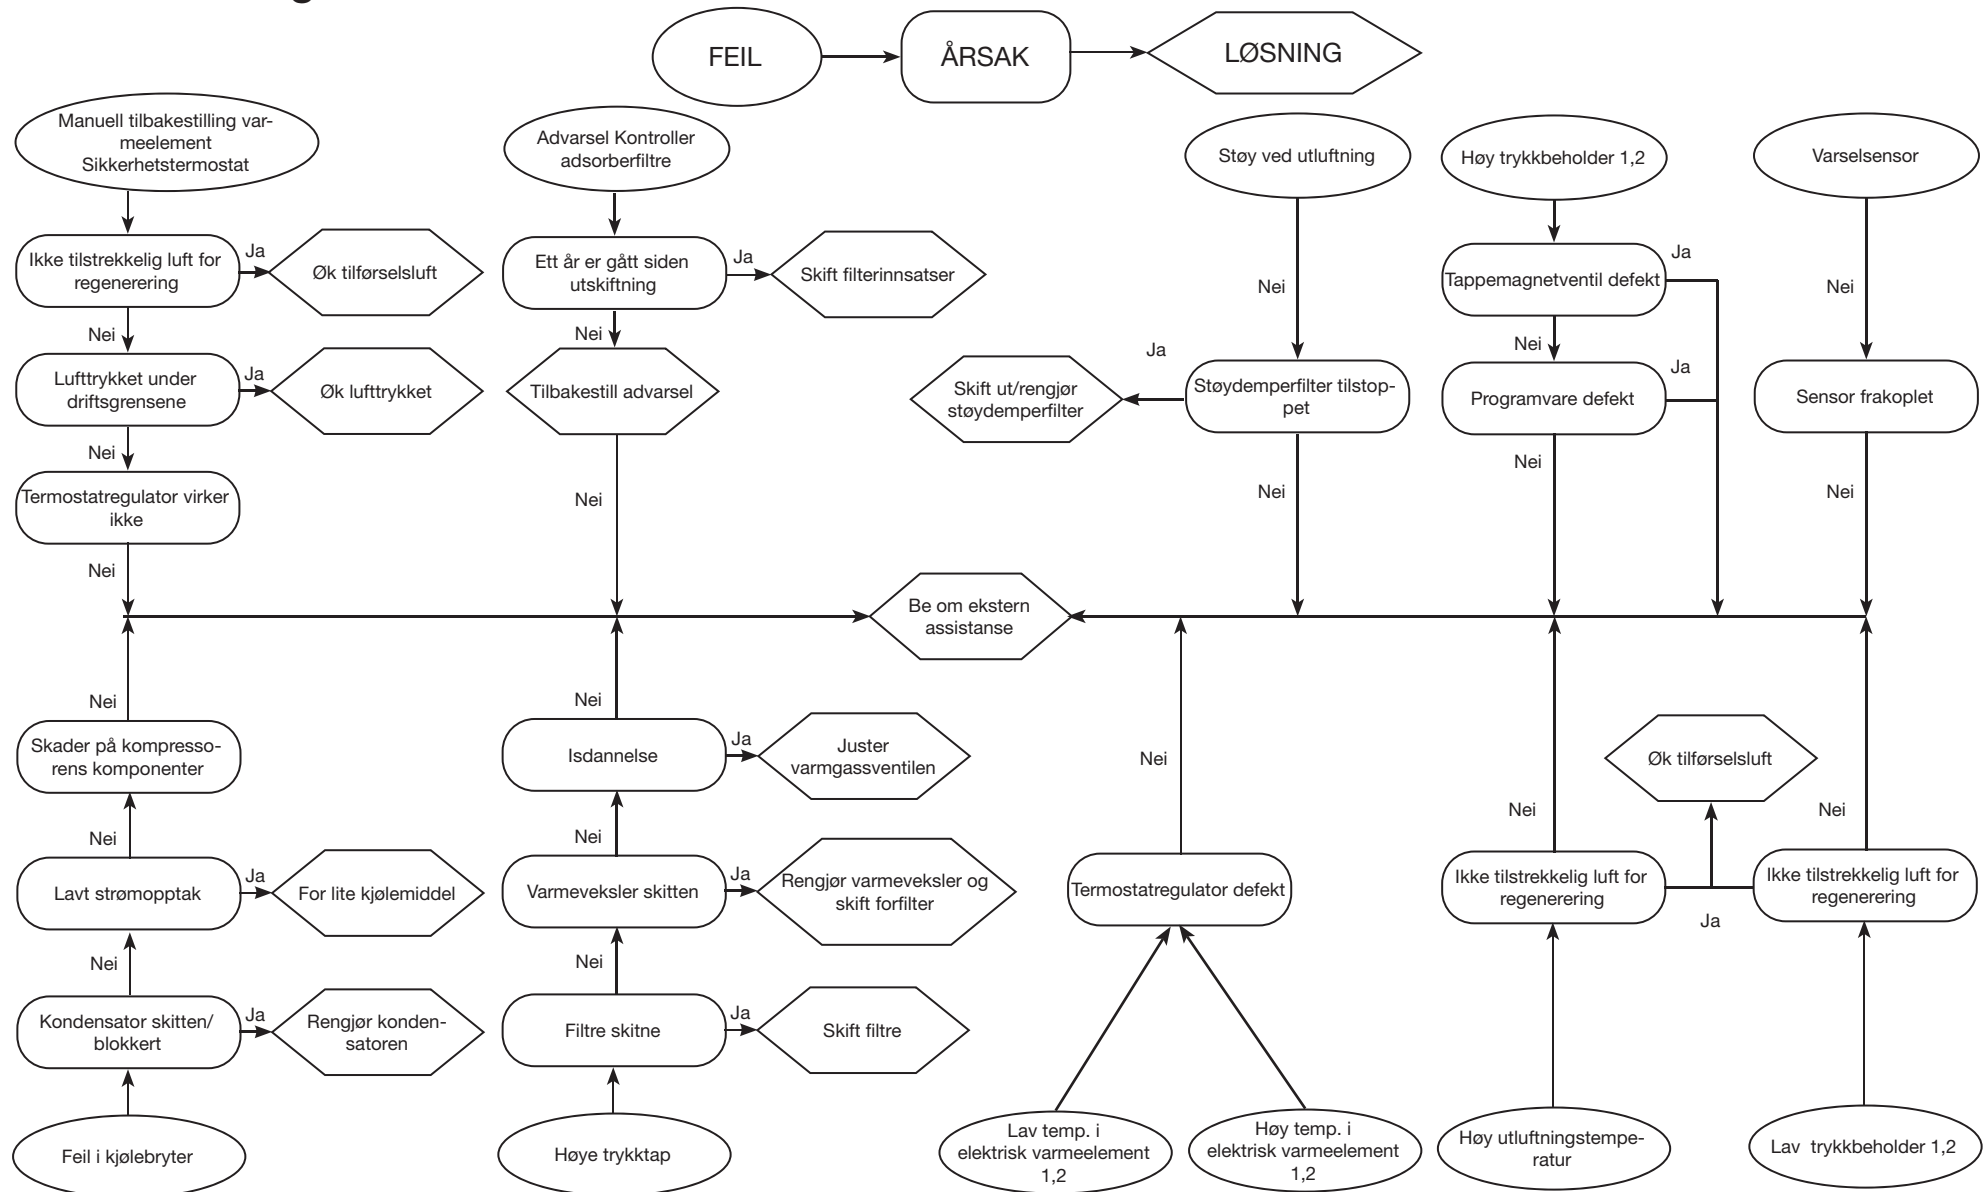 FEIL
ÅRSAK
LØSNING
Manuell tilbakestilling var-
meelement
Sikkerhetstermostat
Advarsel Kontroller
adsorberfiltre
Støy ved utluftning
Høy trykkbeholder 1,2
Varselsensor
Ikke tilstrekkelig luft for
regenerering
Ja
Øk tilførselsluft
Ett år er gått siden
utskiftning
Ja
Skift filterinnsatser
Nei
Tappemagnetventil defekt
Ja
Nei
Nei
Nei
Nei
Lufttrykket under
driftsgrensene
Ja
Øk lufttrykket
Tilbakestill advarsel
Skift ut/rengjør
støydemperfilter
Ja
Støydemperfilter tilstop-
pet
Programvare defekt
Ja
Sensor frakoplet
Nei
Nei
Nei
Nei
Nei
Termostatregulator virker
ikke
Nei
Be om ekstern
assistanse
Nei
Nei
Skader på kompresso-
rens komponenter
Isdannelse
Ja
Juster
varmgassventilen
Nei
Øk tilførselsluft
Nei
Nei
Nei
Nei
Lavt strømopptak
Ja
For lite kjølemiddel
Varmeveksler skitten
Ja
Rengjør varmeveksler og
skift forfilter
Termostatregulator defekt
Ikke tilstrekkelig luft for
regenerering
Ja
Ikke tilstrekkelig luft for
regenerering
Nei
Nei
Kondensator skitten/
blokkert
Ja
Rengjør konden-
satoren
Filtre skitne
Ja
Skift filtre
Feil i kjølebryter
Høye trykktap
Lav temp. i
elektrisk varmeelement
1,2
Høy temp. i
elektrisk varmeelement
1,2
Høy utluftningstempe-
ratur
Lav trykkbeholder 1,2